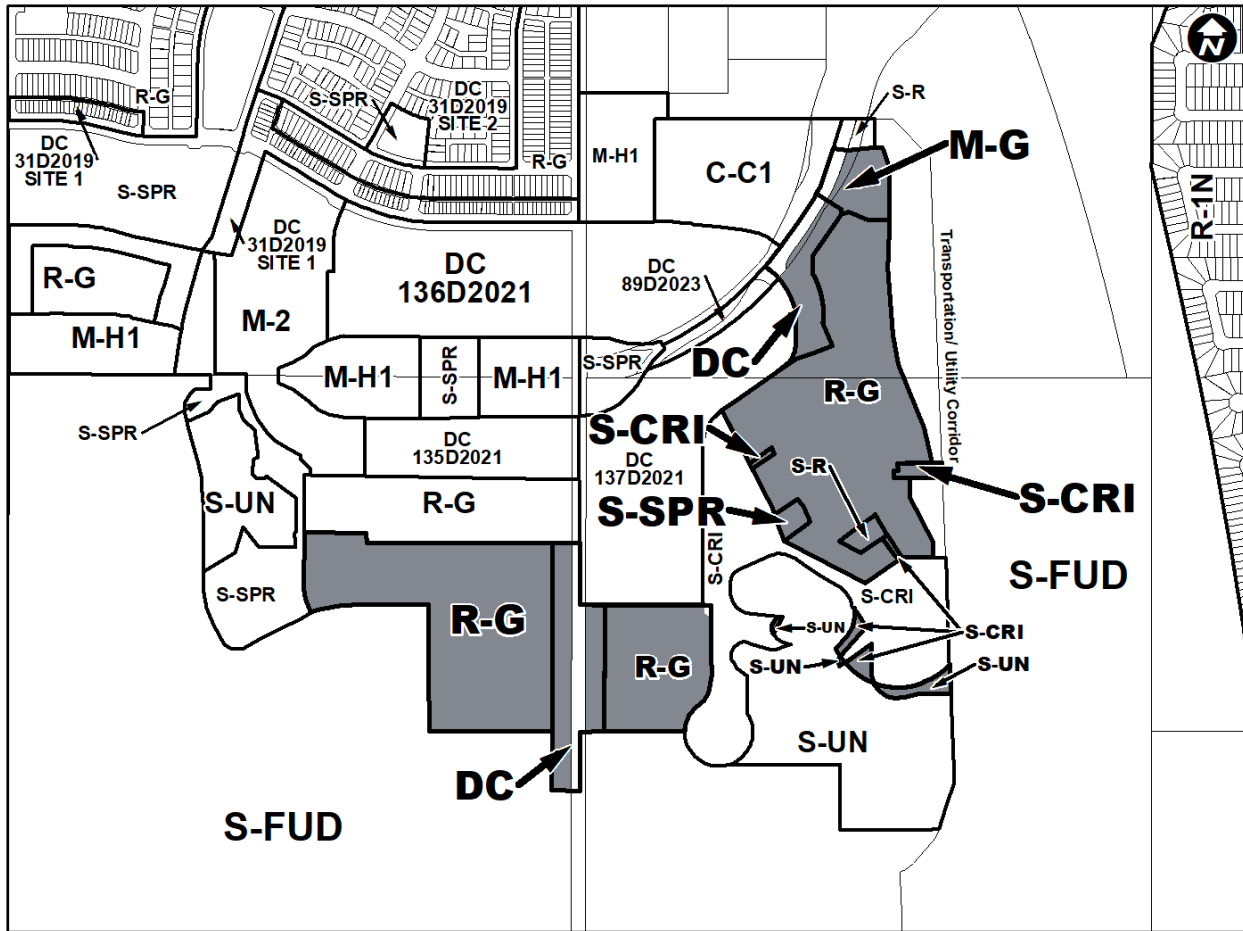 N
S-R
R-G
S-SPR
DC
31D2019
SITE 2
DC
31D2019
SITE 1
M-H1
R-G
M-G
C-C1
S-SPR
R-1N
DC
31D2019
SITE 1
DC
136D2021
DC
89D2023
Transportation/ Utility Corridor
R-G
M-2
M-H1
DC
S-SPR
M-H1
S-SPR
M-H1
R-G
S-SPR
S-CRI
DC
135D2021
DC
137D2021
S-R
S-CRI
S-UN
R-G
S-SPR
S-CRI
S-FUD
S-SPR
S-CRI
R-G
S-UN
S-CRI
R-G
S-UN
S-UN
S-UN
DC
S-FUD